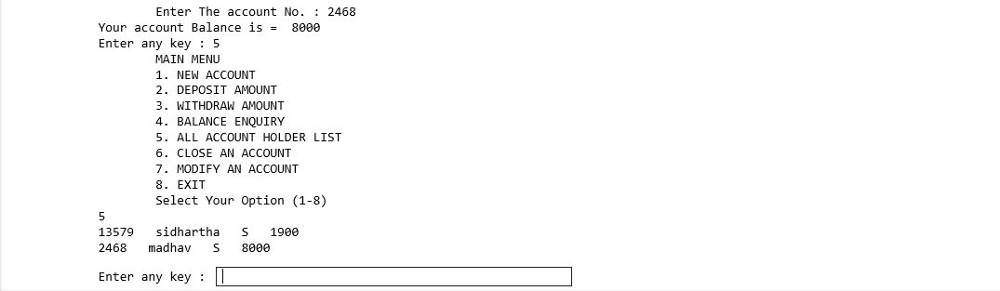 Enter The account No. : 2468
Your account Balance is =  8000
Enter any key : 5
MAIN MENU
1. NEW ACCOUNT
2. DEPOSIT AMOUNT
3. WITHDRAW AMOUNT
4. BALANCE ENQUIRY
5. ALL ACCOUNT HOLDER LIST
6. CLOSE AN ACCOUNT
7. MODIFY AN ACCOUNT
8. EXIT
Select Your Option (1-8)
5
13579   sidhartha   S   1900
2468   madhav   S   8000
Enter any key :